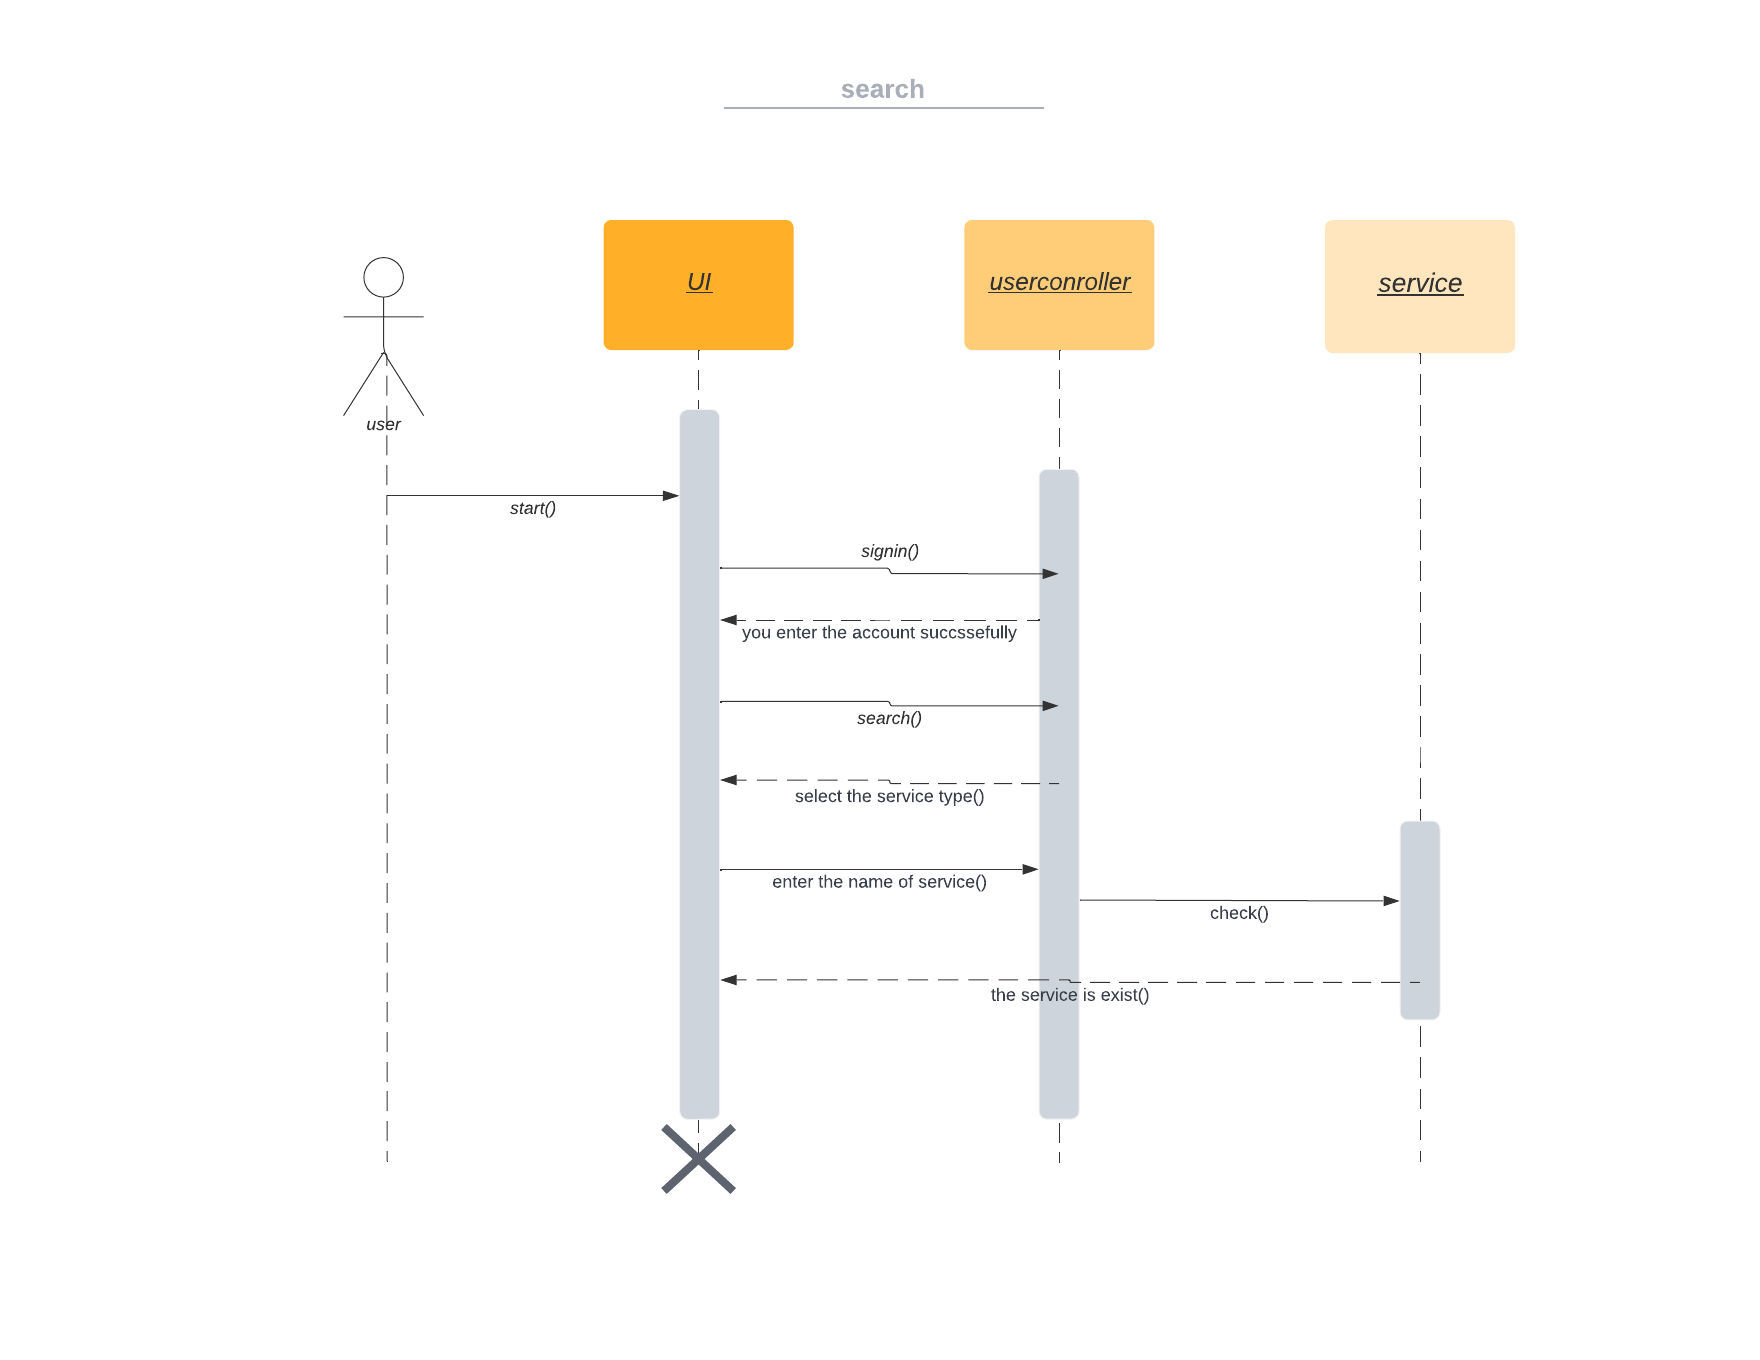 search
UI
userconroller
service
user
start()
signin()
you enter the account succssefully
search()
select the service type()
enter the name of service()
check()
the service is exist()